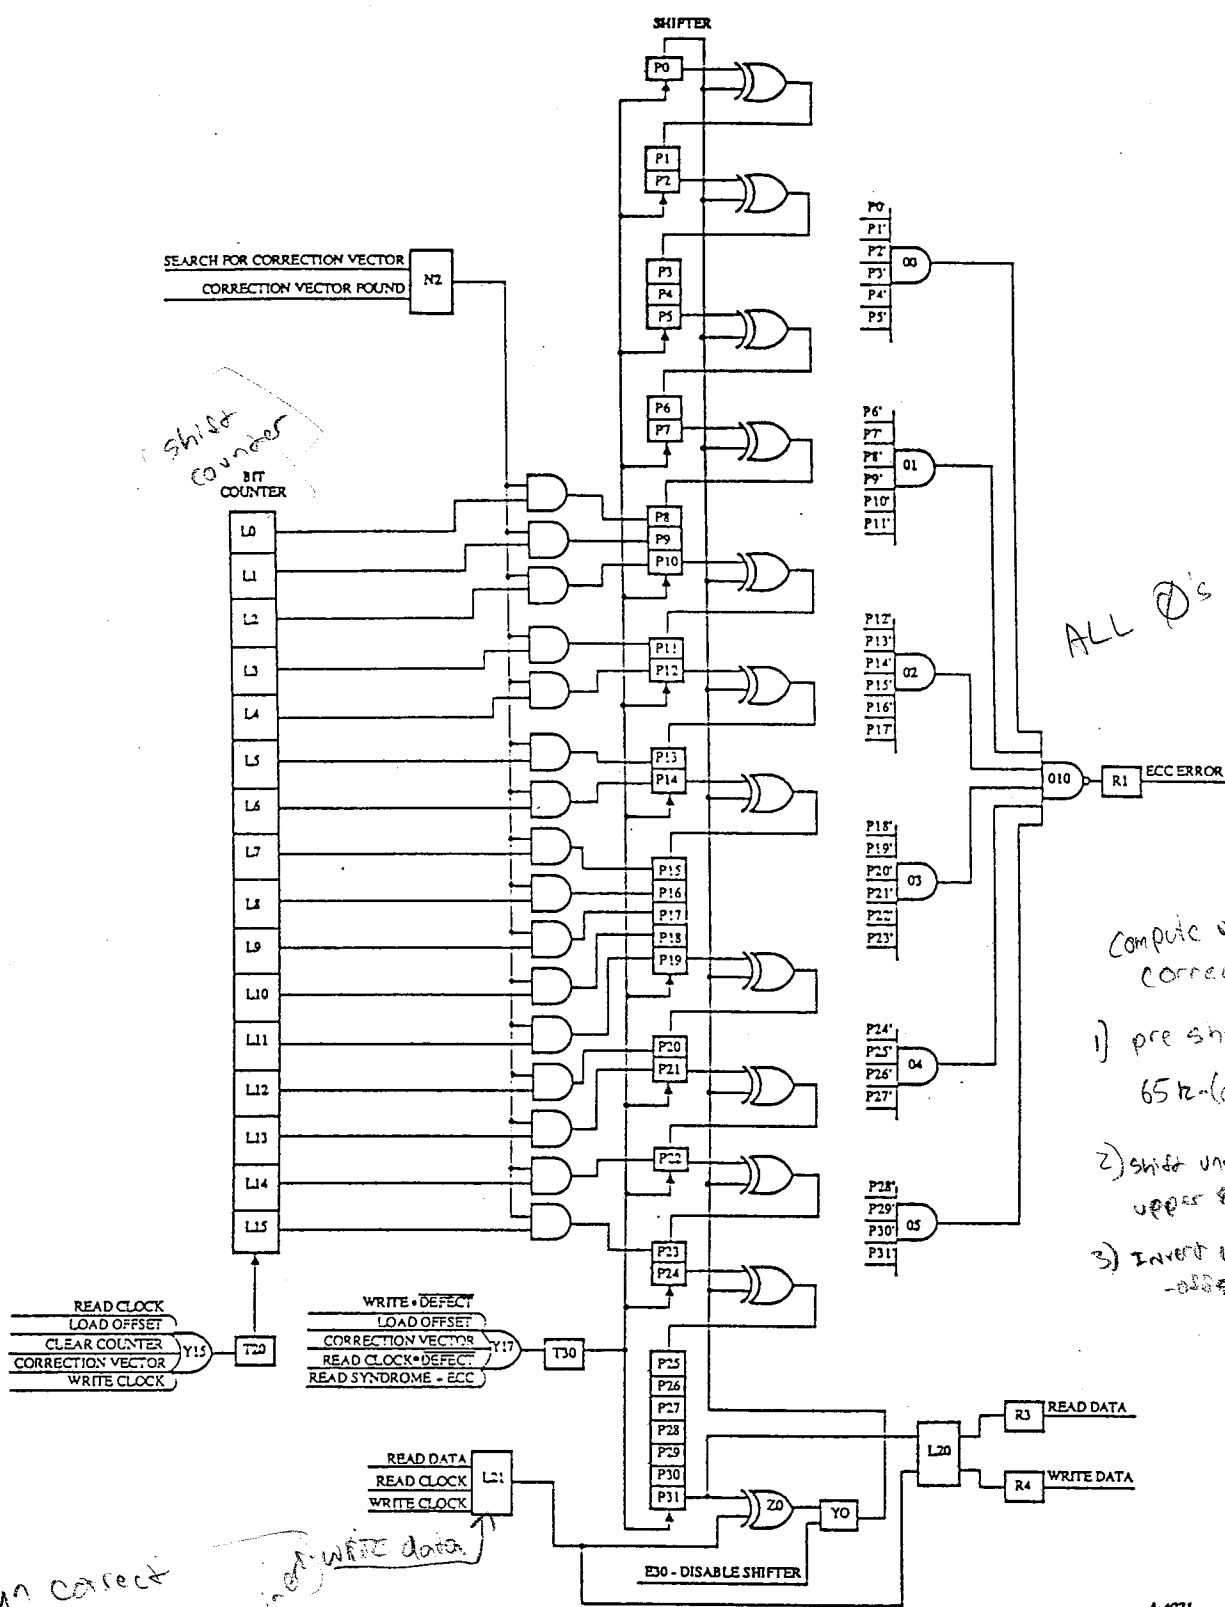 SHIFTER
P0
P1
P2
P3
P4
P5
P6
P7
P8
P9
P10
P11
P12
P13
P14
P15
P16
P17
P18
P19
P20
P21
P22
P23
P24
P25
P26
P27
P28
P29
P30
P31
SEARCH FOR CORRECTION VECTOR
CORRECTION VECTOR FOUND
N2
shift
counter
BIT
COUNTER
L0
L1
L2
L3
L4
L5
L6
L7
L8
L9
L10
L11
L12
L13
L14
L15
READ CLOCK
LOAD OFFSET
CLEAR COUNTER
CORRECTION VECTOR
WRITE CLOCK
Y15
T20
WRITE • DEFECT
LOAD OFFSET
CORRECTION VECTOR
READ CLOCK • DEFECT
READ SYNDROME - ECC
Y17
T30
READ DATA
READ CLOCK
WRITE CLOCK
L21
write data
correct
Z0
Y0
E30 - DISABLE SHIFTER
L20
R3
READ DATA
R4
WRITE DATA
P0'
P1'
P2'
P3'
P4'
P5'
00
P6'
P7'
P8'
P9'
P10'
P11'
01
P12'
P13'
P14'
P15'
P16'
P17'
02
P18'
P19'
P20'
P21'
P22'
P23'
03
P24'
P25'
P26'
P27'
04
P28'
P29'
P30'
P31'
05
010
R1
ECC ERROR
ALL 0's
Compute
1) pre
2) shift
upper
3) Invert